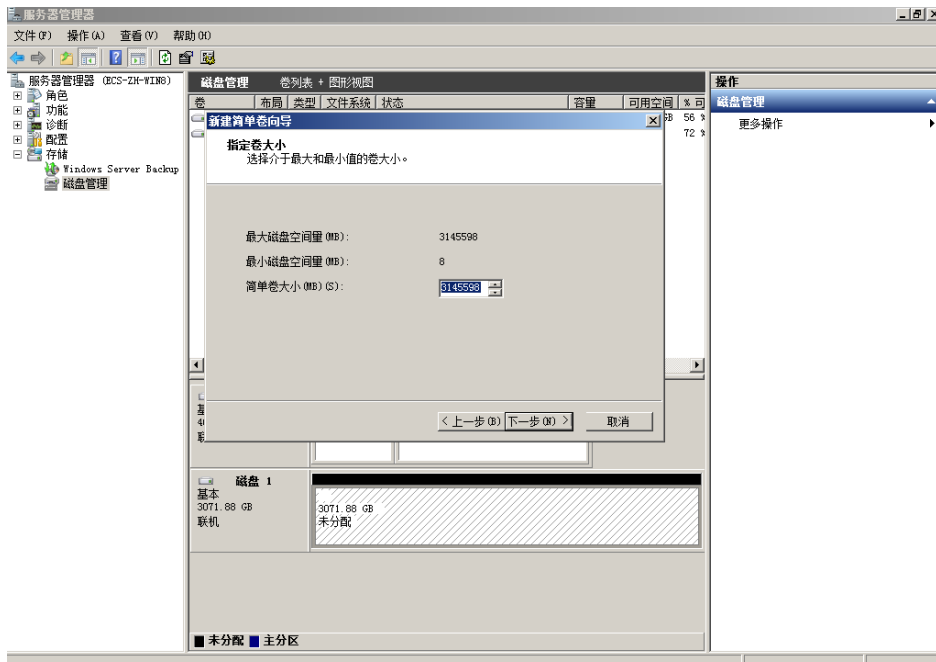 服务器管理器
文件(F) 操作(A) 查看(V) 帮助(H)
服务器管理器 (ECS-ZH-WIN8)
角色
功能
诊断
配置
存储
Windows Server Backup
磁盘管理
磁盘管理 卷列表 + 图形视图
卷 布局 类型 文件系统 状态 容量 可用空间 % 可
GB 56 %
72 %
新建简单卷向导
指定卷大小
选择介于最大和最小值的卷大小。
最大磁盘空间量(MB): 3145598
最小磁盘空间量(MB): 8
简单卷大小(MB)(S): 3145598
< 上一步(B) 下一步(N) > 取消
磁盘 1
基本
3071.88 GB
联机
3071.88 GB
未分配
未分配 主分区
操作
磁盘管理
更多操作